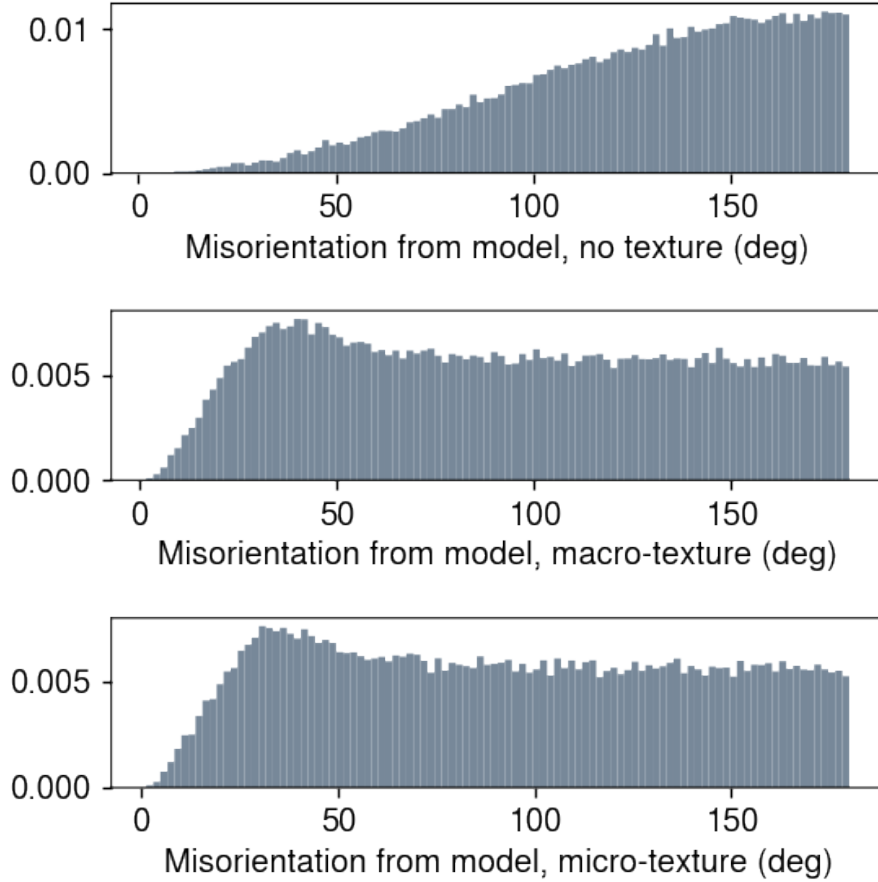 0.01
0.00
0 50 100 150
Misorientation from model, no texture (deg)
0.005
0.000
0 50 100 150
Misorientation from model, macro-texture (deg)
0.005
0.000
0 50 100 150
Misorientation from model, micro-texture (deg)